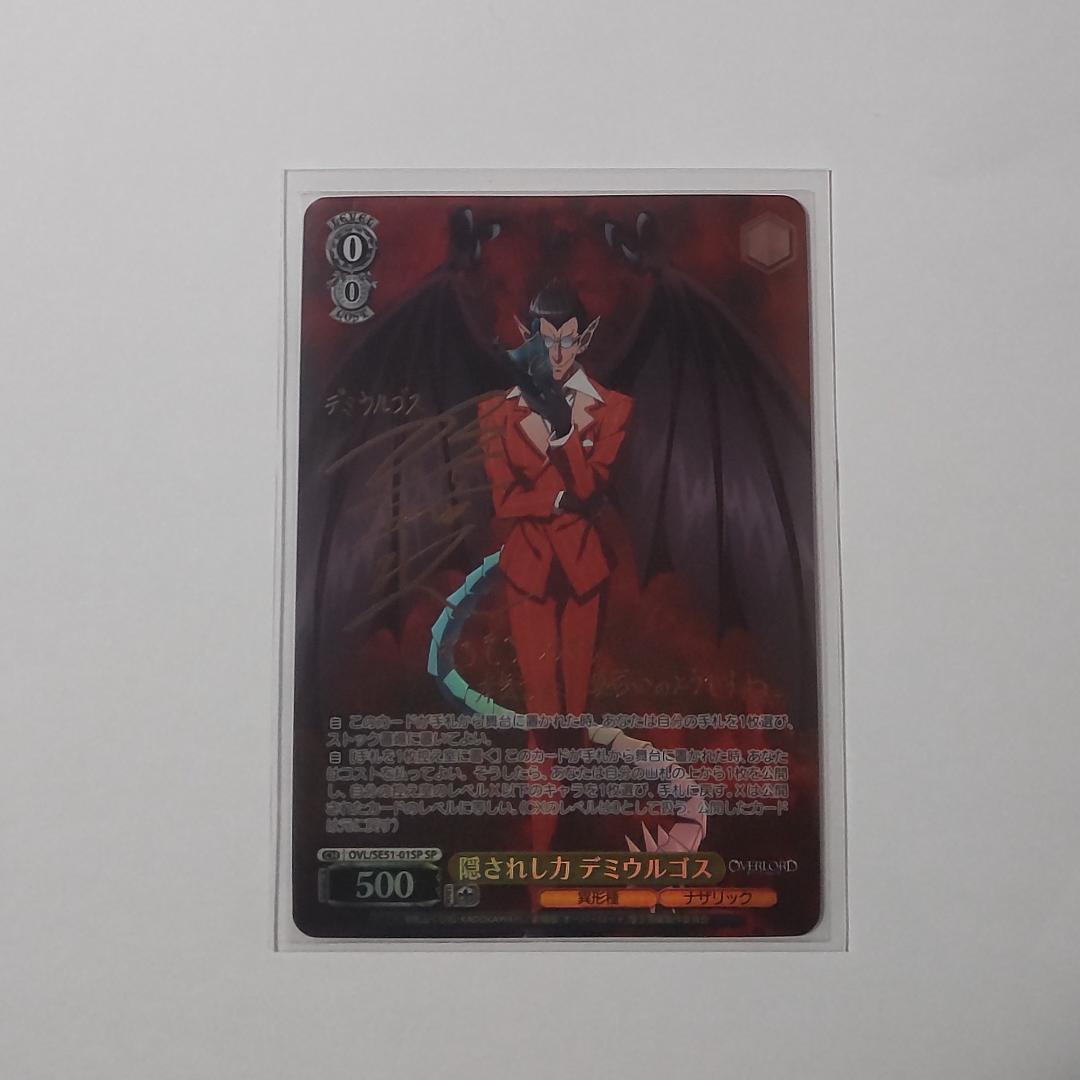 LEVEL
0
0
COST
デミウルゴス
自 このカードが手札から舞台に置かれた時、あなたは自分の手札を1枚選び、
ストック置場に置いてよい。
自 [手札を1枚控え室に置く] このカードが手札から舞台に置かれた時、あなた
はコストを払ってよい。そうしたら、あなたは自分の山札の上から1枚を公開
し、自分の控え室のレベルX以下のキャラを1枚選び、手札に戻す。Xは公開
されたカードのレベルに等しい。(CXのレベルは0として扱う。公開したカード
は元に戻す)
CH OVL/SE51-01SP SP
500
隠されし力 デミウルゴス
OVERLORD
異形種 ナザリック